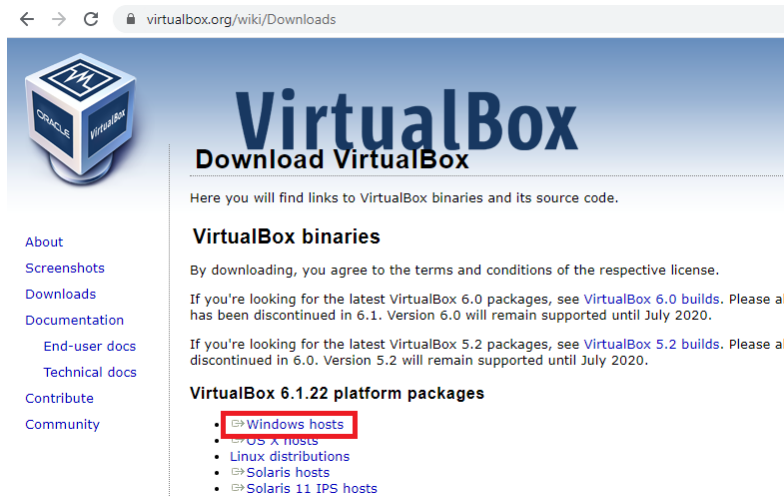 virtualbox.org/wiki/Downloads
ORACLE
VirtualBox
VirtualBox
Download VirtualBox
Here you will find links to VirtualBox binaries and its source code.
About
Screenshots
Downloads
Documentation
End-user docs
Technical docs
Contribute
Community
VirtualBox binaries
By downloading, you agree to the terms and conditions of the respective license.
If you're looking for the latest VirtualBox 6.0 packages, see VirtualBox 6.0 builds. Please
has been discontinued in 6.1. Version 6.0 will remain supported until July 2020.
If you're looking for the latest VirtualBox 5.2 packages, see VirtualBox 5.2 builds. Please
discontinued in 6.0. Version 5.2 will remain supported until July 2020.
VirtualBox 6.1.22 platform packages
Windows hosts
OS X hosts
Linux distributions
Solaris hosts
Solaris 11 IPS hosts